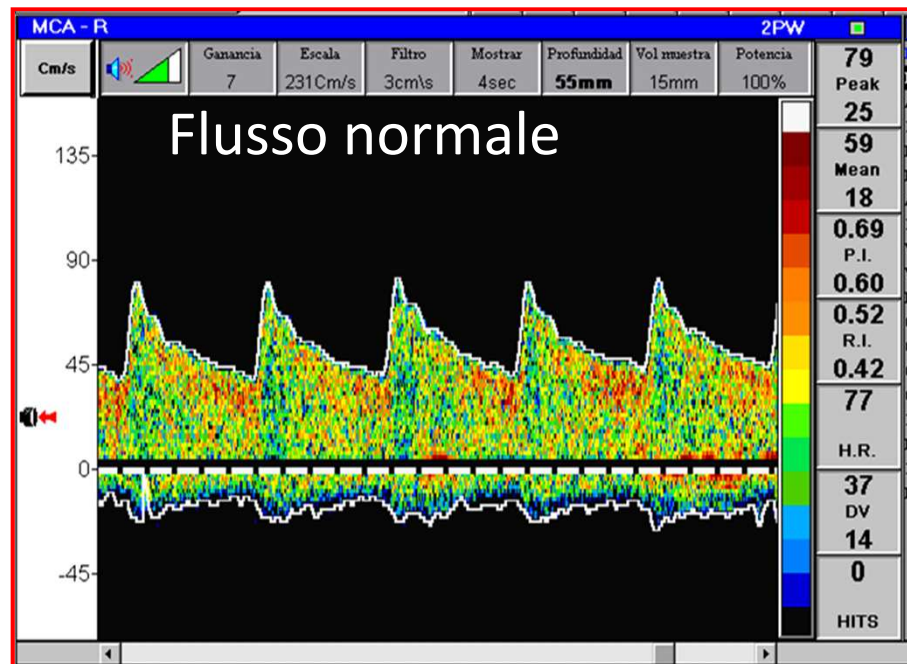 MCA - R
2PW
Cm/s
Ganancia
7
Escala
231Cm/s
Filtro
3cm\s
Mostrar
4sec
Profundidad
55mm
Vol muestra
15mm
Potencia
100%
Flusso normale
135
90
45
0
-45
79
Peak
25
59
Mean
18
0.69
P.I.
0.60
0.52
R.I.
0.42
77
H.R.
37
DV
14
0
HITS